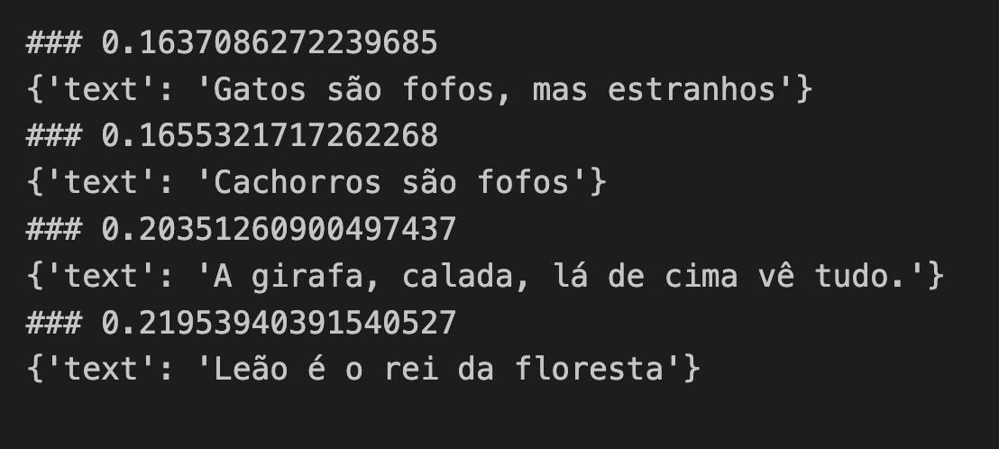 ### 0.1637086272239685
{'text': 'Gatos são fofos, mas estranhos'}
### 0.1655321717262268
{'text': 'Cachorros são fofos'}
### 0.20351260900497437
{'text': 'A girafa, calada, lá de cima vê tudo.'}
### 0.21953940391540527
{'text': 'Leão é o rei da floresta'}